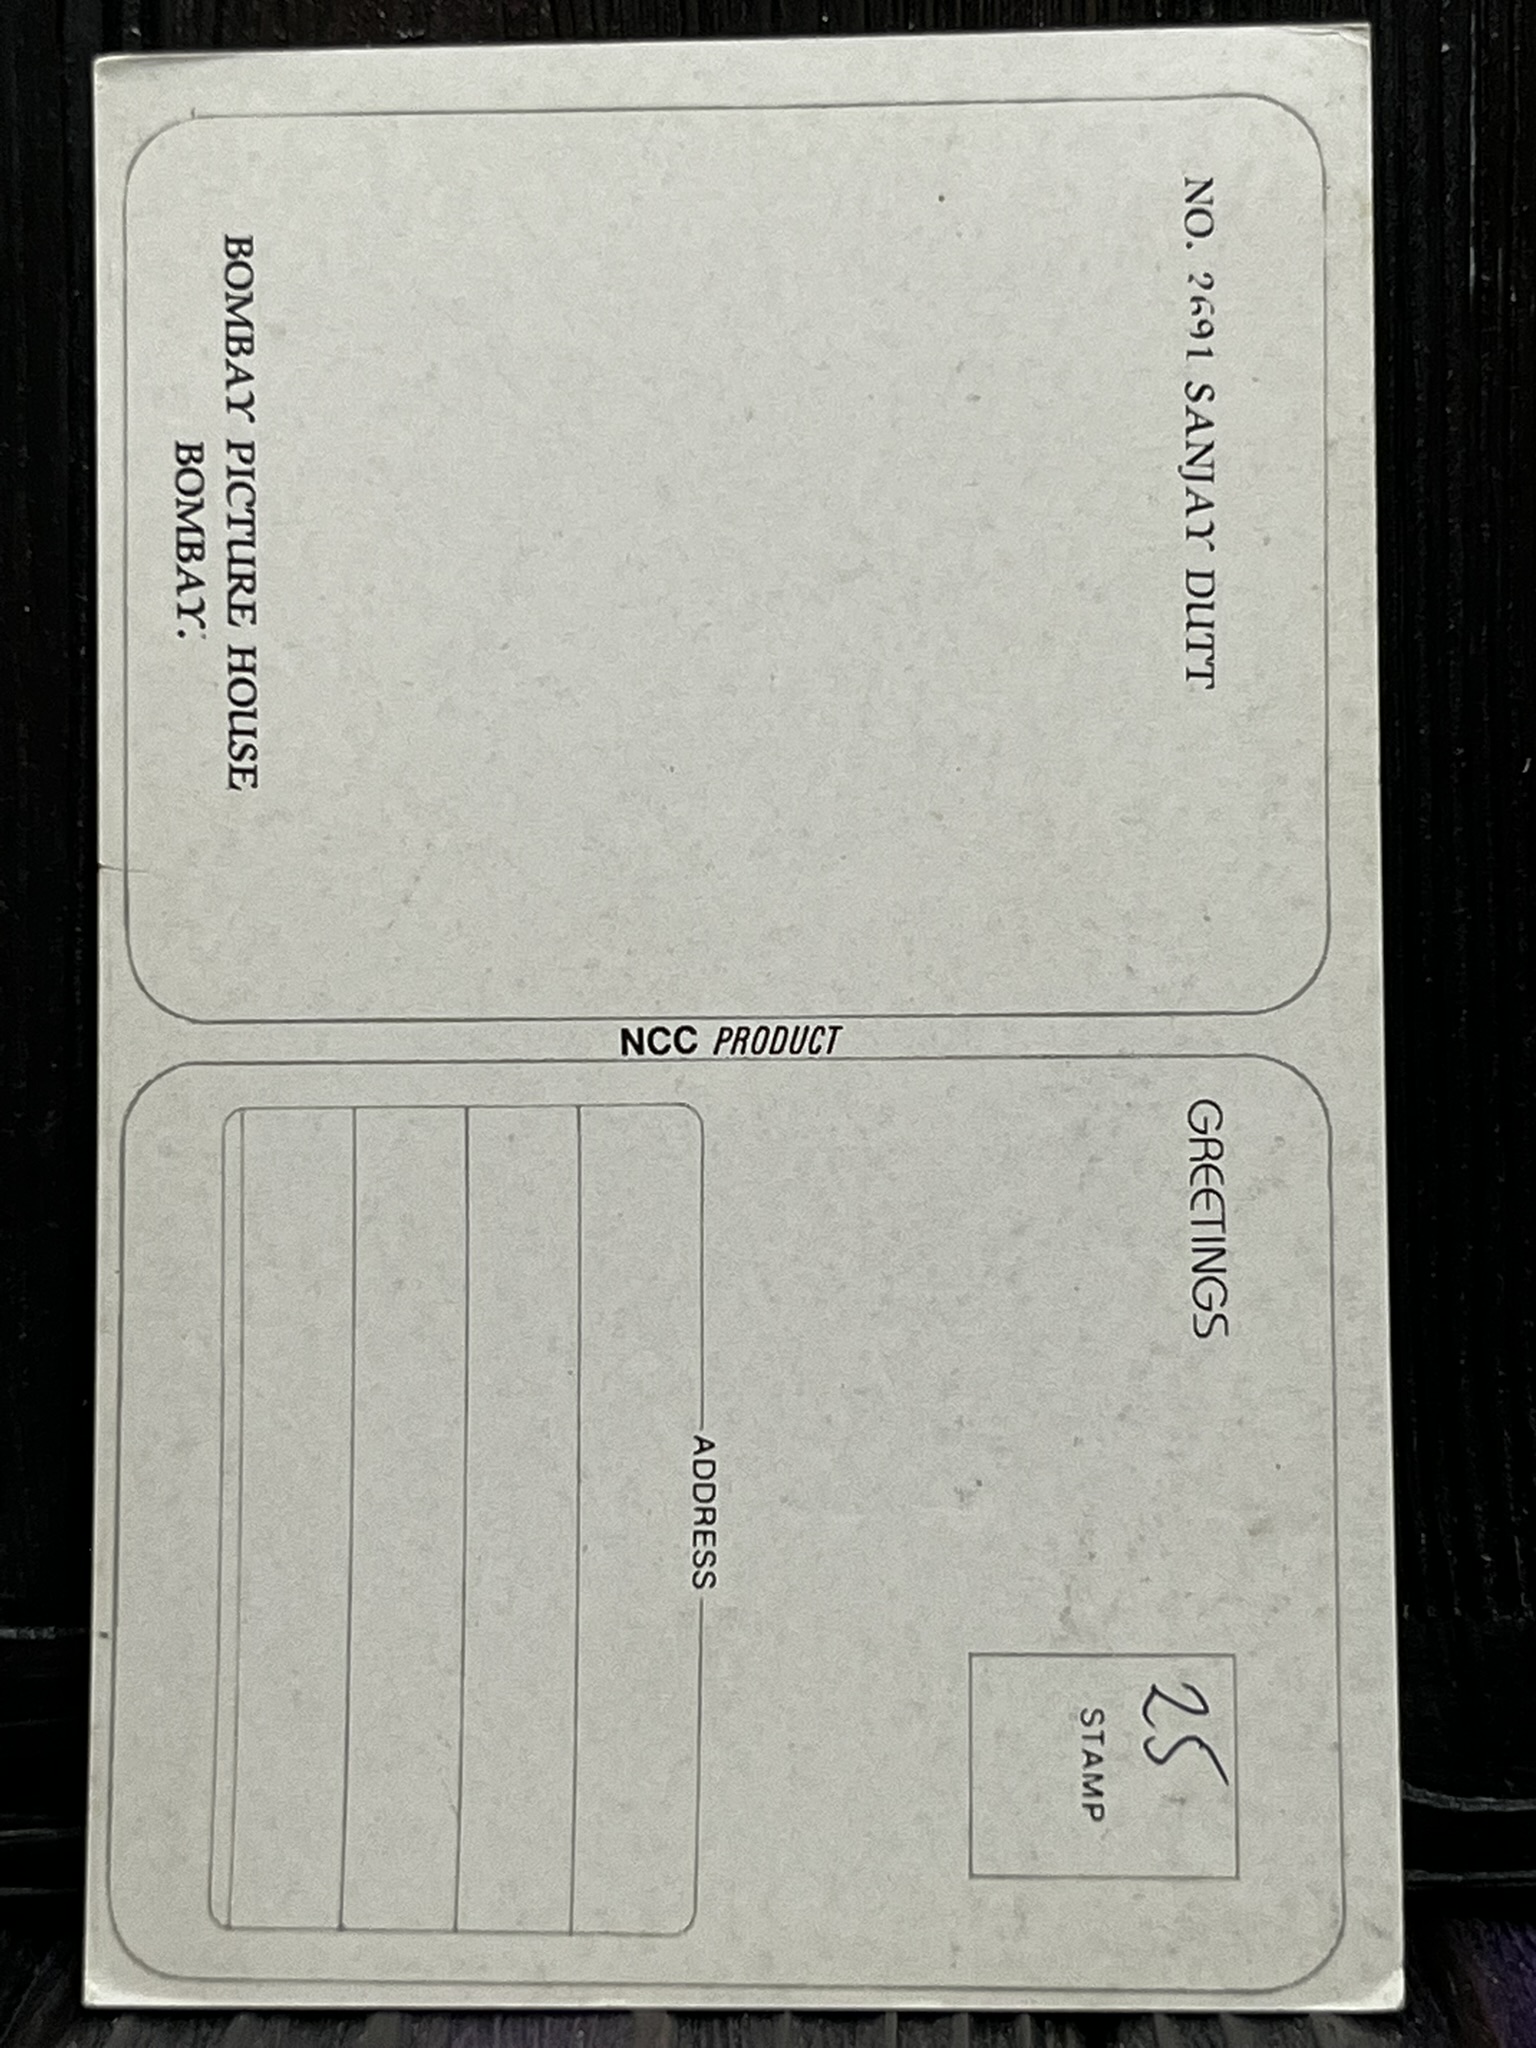 NO. 2691 SANJAY DUTT
BOMBAY PICTURE HOUSE
BOMBAY.
NCC PRODUCT
GREETINGS
25
STAMP
ADDRESS